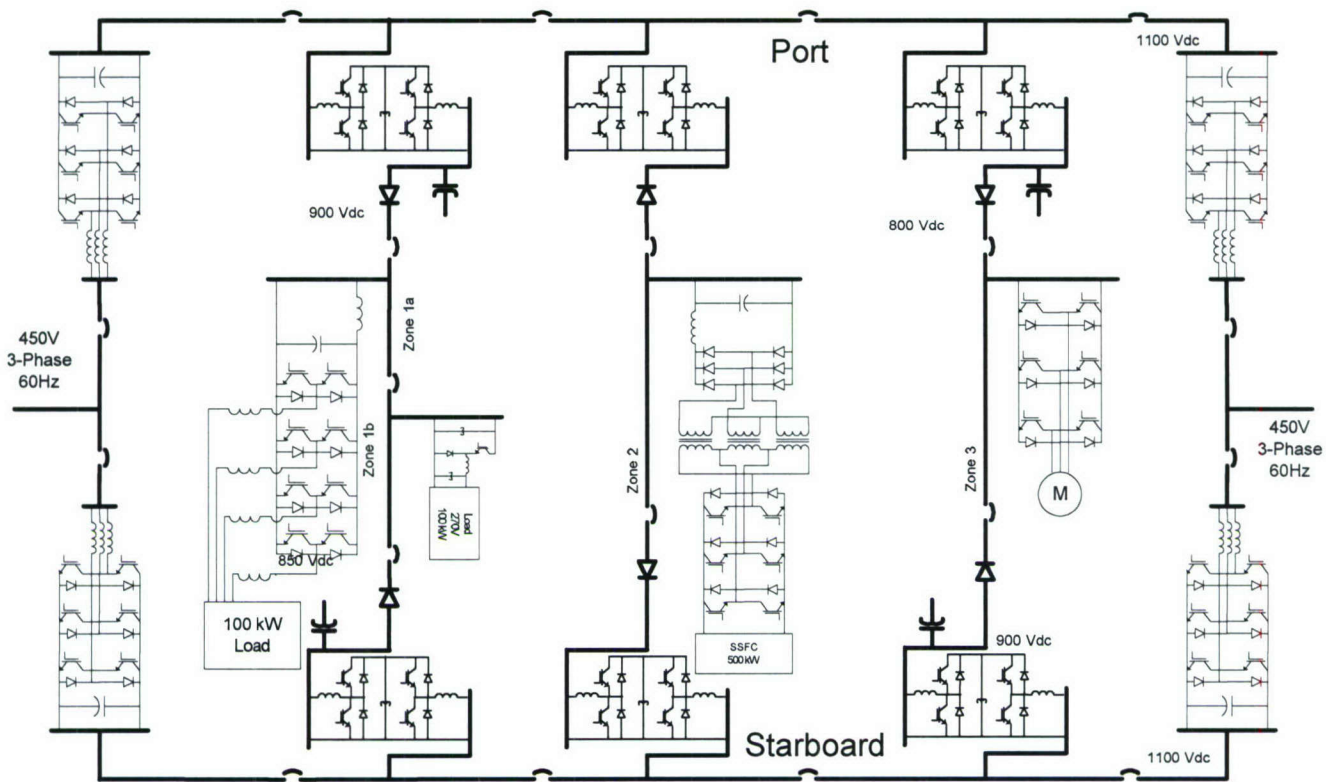 Port
1100 Vdc
900 Vdc
800 Vdc
450V
3-Phase
60Hz
Zone 1a
Zone 1b
Zone 2
Zone 3
450V
3-Phase
60Hz
Load
270V
100kW
M
850 Vdc
100 kW
Load
SSFC
500kW
900 Vdc
Starboard
1100 Vdc